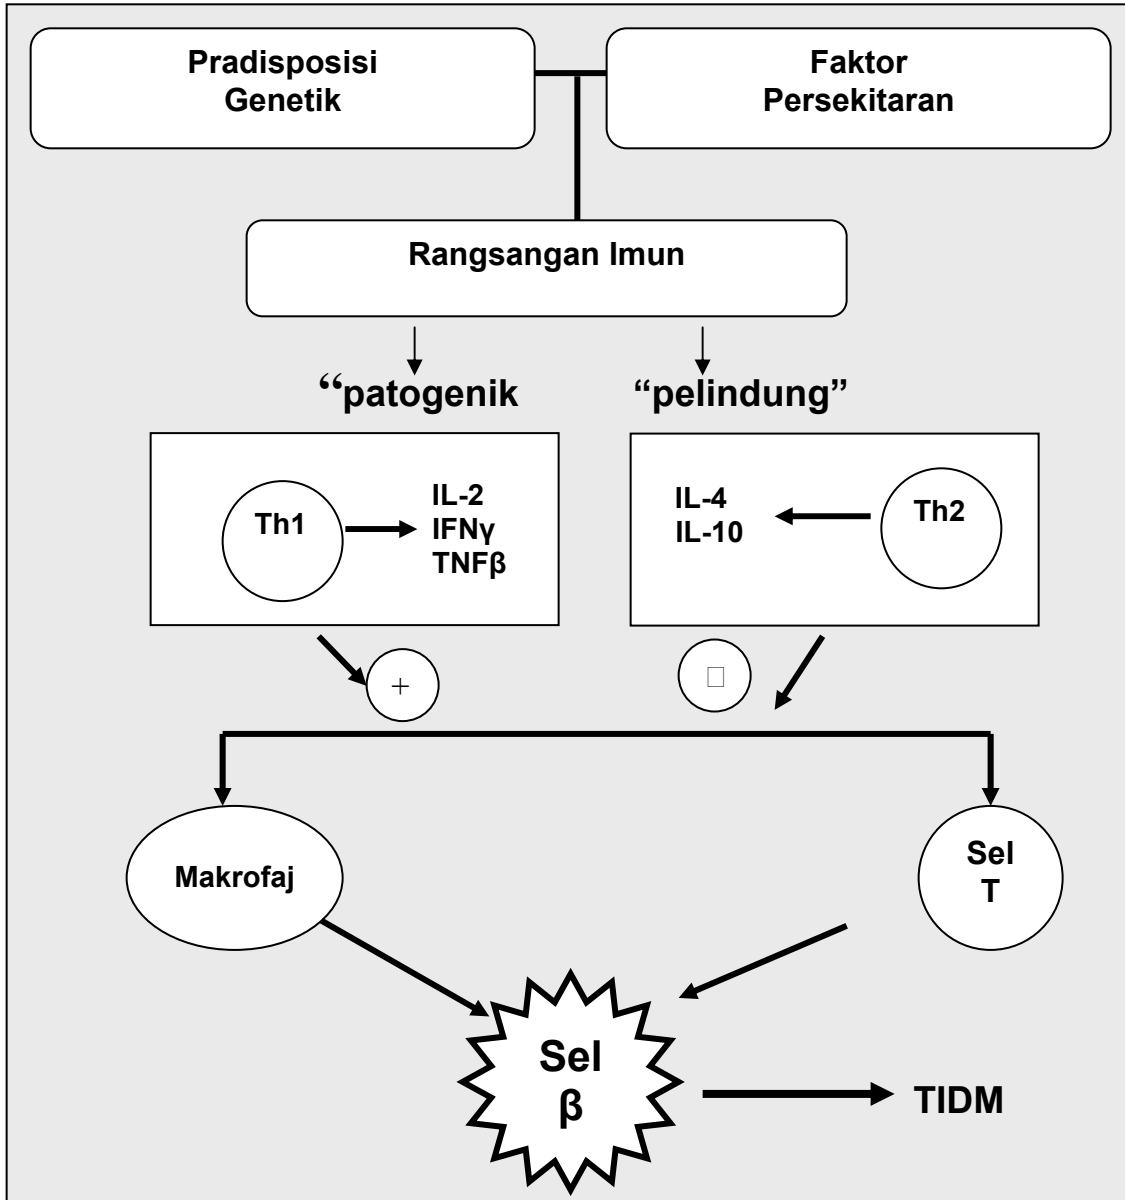 Pradisposisi
Genetik
Faktor
Persekitaran
Rangsangan Imun
“patogenik
“pelindung”
Th1
IL-2
IFNγ
TNFβ
IL-4
IL-10
Th2
+
□
Makrofaj
Sel
T
Sel
β
TIDM